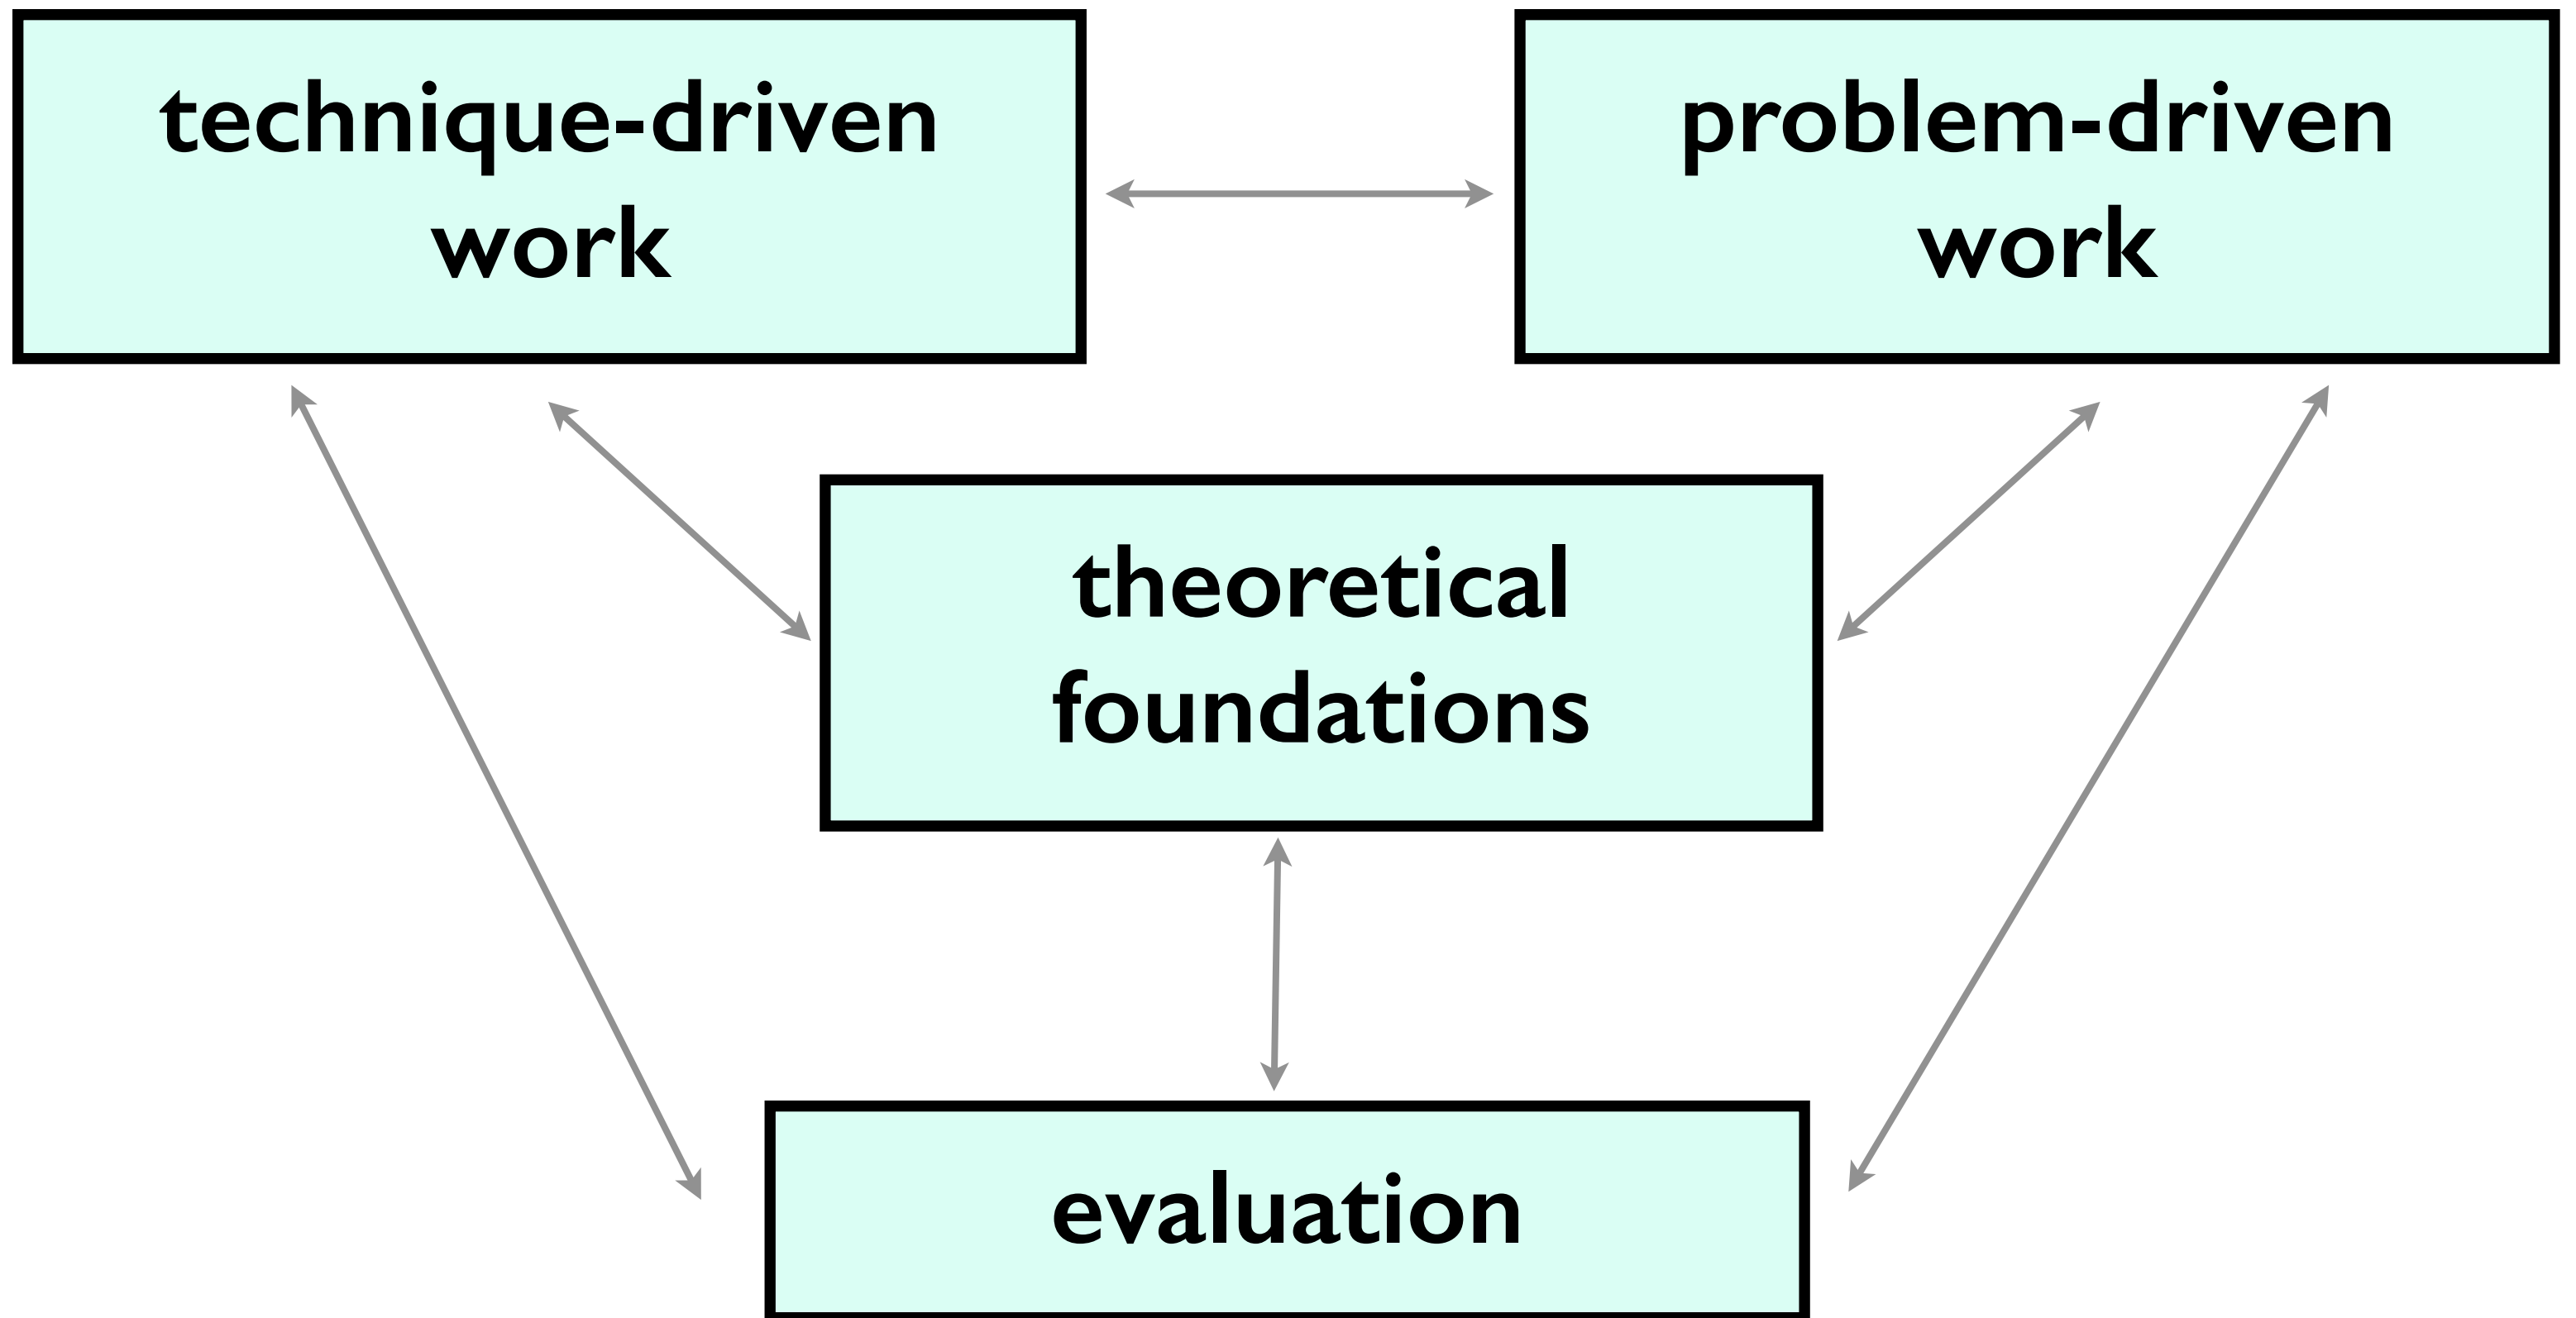 technique-driven
work
problem-driven
work
theoretical
foundations
evaluation